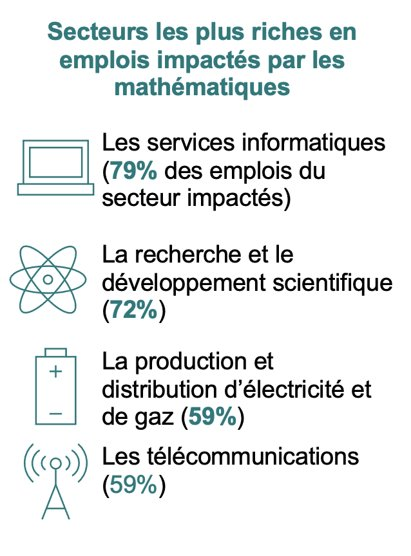 Secteurs les plus riches en
emplois impactés par les
mathématiques
Les services informatiques
(79% des emplois du
secteur impactés)
La recherche et le
développement scientifique
(72%)
La production et
distribution d’électricité et
de gaz (59%)
Les télécommunications
(59%)